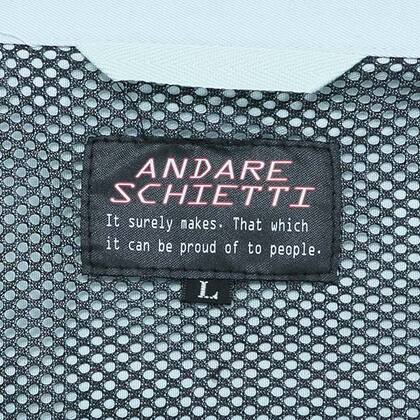 ANDARE
SCHIETTI
It surely makes. That which
it can be proud of to people.
L